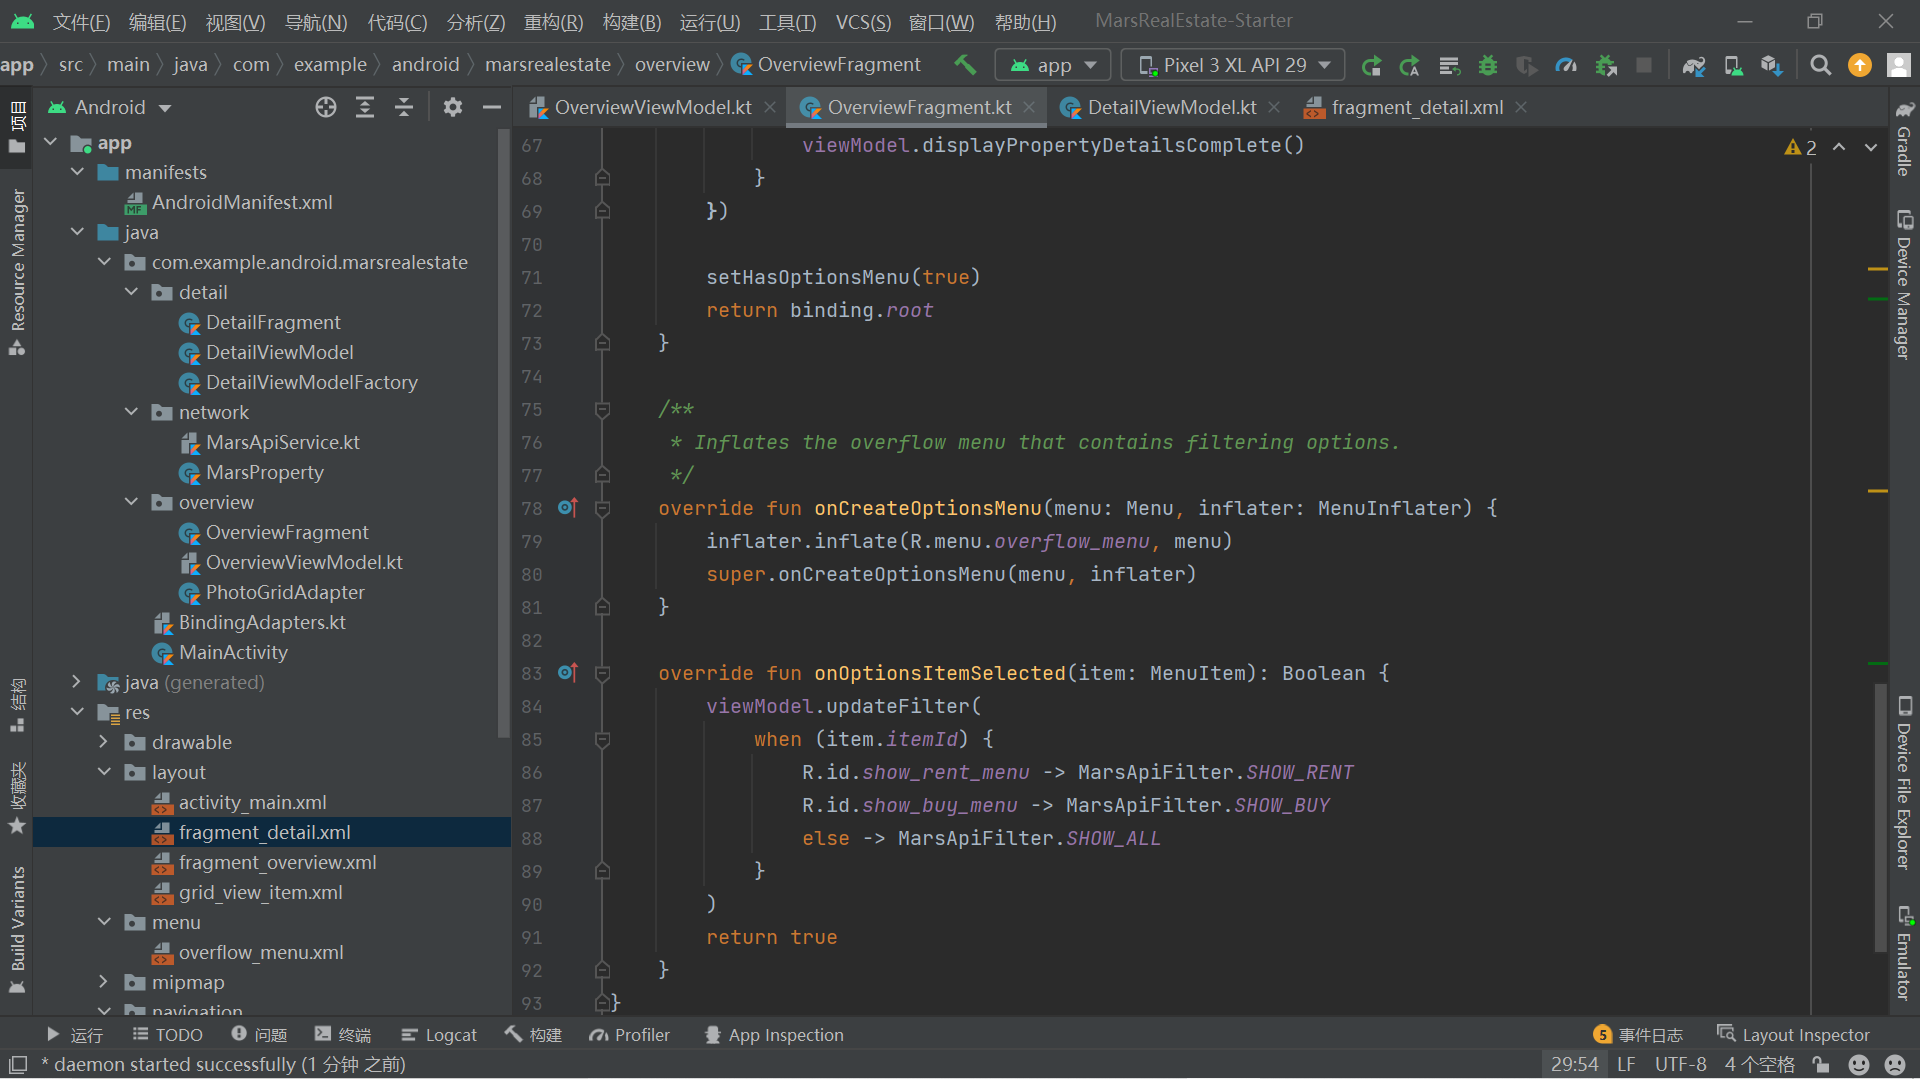 文件(F) 编辑(E) 视图(V) 导航(N) 代码(C) 分析(Z) 重构(R) 构建(B) 运行(U) 工具(T) VCS(S) 窗口(W) 帮助(H) MarsRealEstate-Starter
app src main java com example android marsrealestate overview OverviewFragment app Pixel 3 XL API 29
Android
OverviewViewModel.kt OverviewFragment.kt DetailViewModel.kt fragment_detail.xml
项目
Resource Manager
结构
收藏夹
Build Variants
app
manifests
AndroidManifest.xml
java
com.example.android.marsrealestate
detail
DetailFragment
DetailViewModel
DetailViewModelFactory
network
MarsApiService.kt
MarsProperty
overview
OverviewFragment
OverviewViewModel.kt
PhotoGridAdapter
BindingAdapters.kt
MainActivity
java (generated)
res
drawable
layout
activity_main.xml
fragment_detail.xml
fragment_overview.xml
grid_view_item.xml
menu
overflow_menu.xml
mipmap
navigation
67 viewModel.displayPropertyDetailsComplete()
68 }
69 })
70
71 setHasOptionsMenu(true)
72 return binding.root
73 }
74
75 /**
76 * Inflates the overflow menu that contains filtering options.
77 */
78 override fun onCreateOptionsMenu(menu: Menu, inflater: MenuInflater) {
79 inflater.inflate(R.menu.overflow_menu, menu)
80 super.onCreateOptionsMenu(menu, inflater)
81 }
82
83 override fun onOptionsItemSelected(item: MenuItem): Boolean {
84 viewModel.updateFilter(
85 when (item.itemId) {
86 R.id.show_rent_menu -> MarsApiFilter.SHOW_RENT
87 R.id.show_buy_menu -> MarsApiFilter.SHOW_BUY
88 else -> MarsApiFilter.SHOW_ALL
89 }
90 )
91 return true
92 }
93 }
2
Gradle
Device Manager
Device File Explorer
Emulator
运行 TODO 问题 终端 Logcat 构建 Profiler App Inspection 5 事件日志 Layout Inspector
* daemon started successfully (1 分钟 之前) 29:54 LF UTF-8 4 个空格